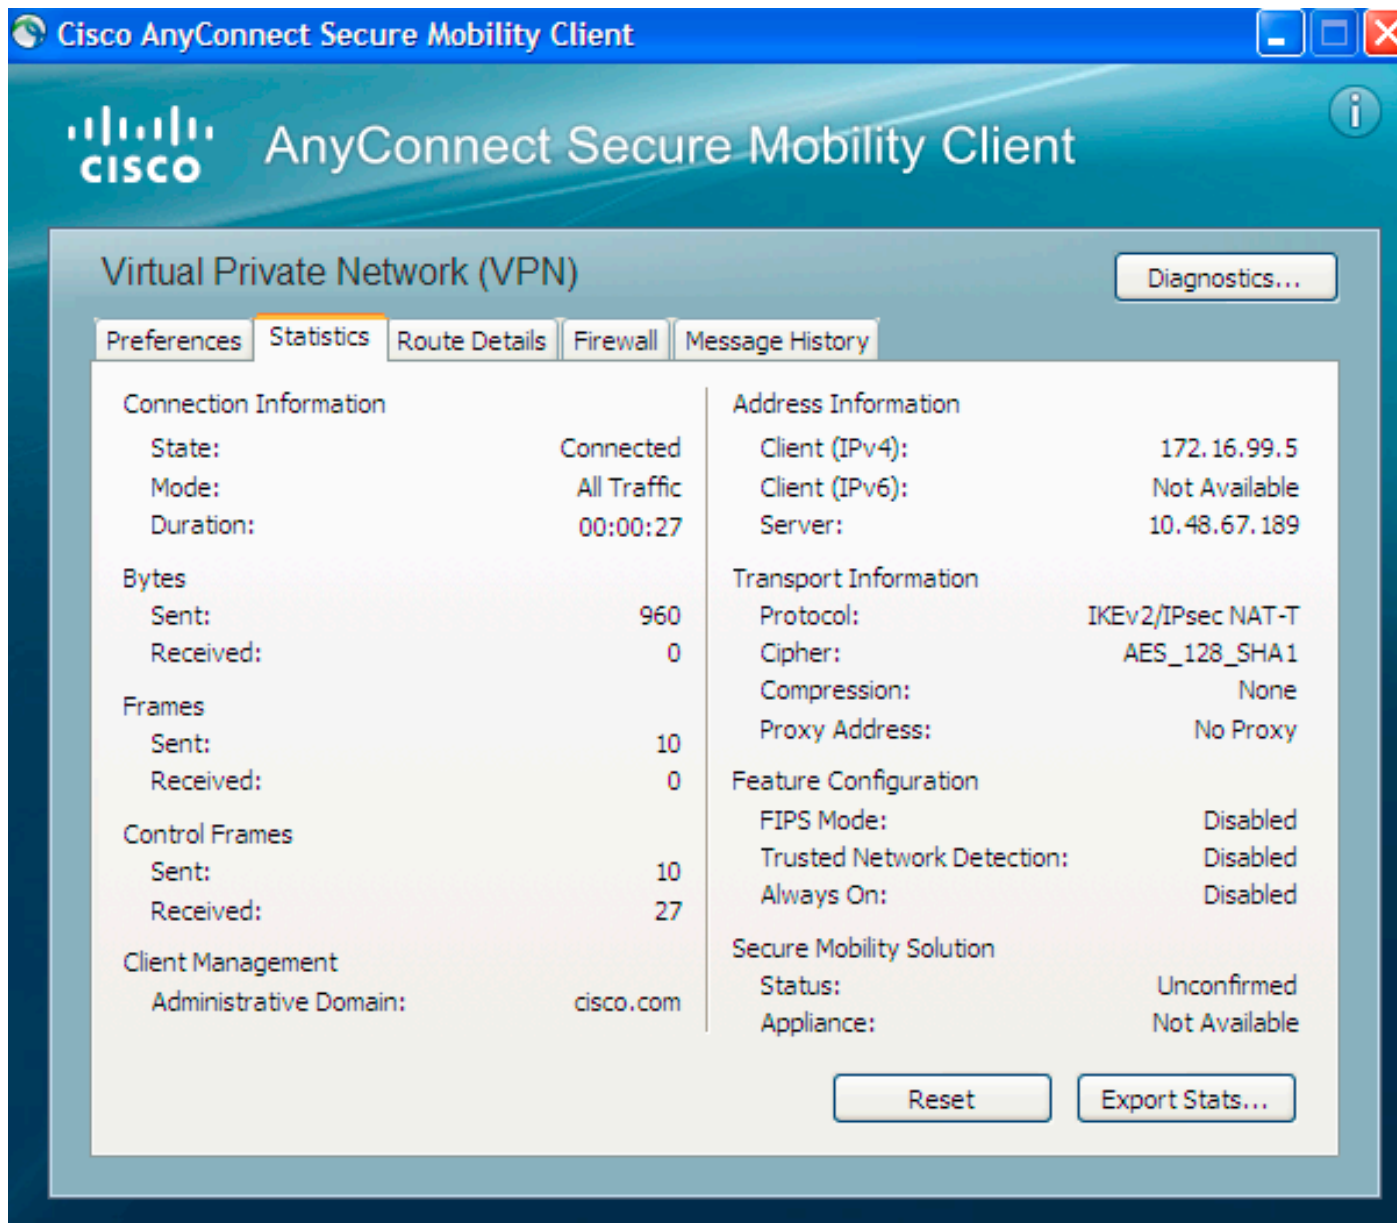 Cisco AnyConnect Secure Mobility Client
CISCO
AnyConnect Secure Mobility Client
i
Virtual Private Network (VPN)
Diagnostics...
Preferences Statistics Route Details Firewall Message History
Connection Information
State: Connected
Mode: All Traffic
Duration: 00:00:27
Bytes
Sent: 960
Received: 0
Frames
Sent: 10
Received: 0
Control Frames
Sent: 10
Received: 27
Client Management
Administrative Domain: cisco.com
Address Information
Client (IPv4): 172.16.99.5
Client (IPv6): Not Available
Server: 10.48.67.189
Transport Information
Protocol: IKEv2/IPsec NAT-T
Cipher: AES_128_SHA1
Compression: None
Proxy Address: No Proxy
Feature Configuration
FIPS Mode: Disabled
Trusted Network Detection: Disabled
Always On: Disabled
Secure Mobility Solution
Status: Unconfirmed
Appliance: Not Available
Reset
Export Stats...